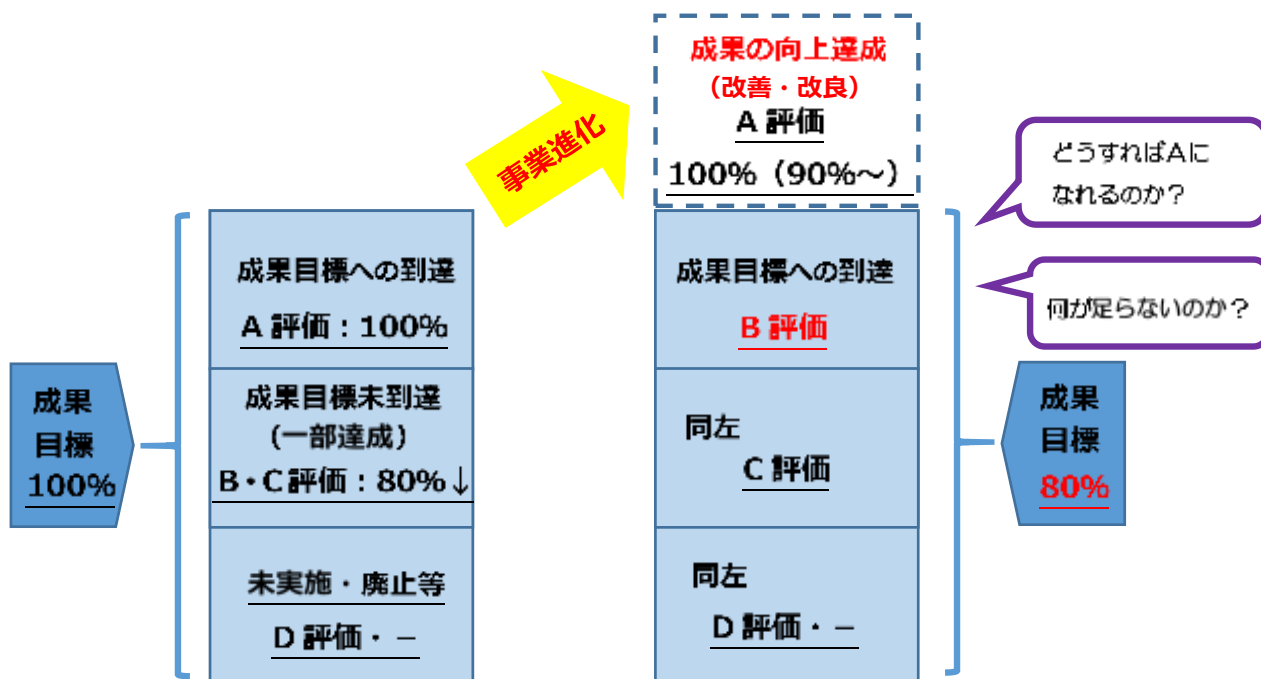 成果
目標
100%
成果目標への到達
A 評価：100%
成果目標未到達
（一部達成）
B・C評価：80%↓
未実施・廃止等
D 評価・－
事業進化
成果の向上達成
（改善・改良）
A 評価
100%（90%～）
成果目標への到達
B 評価
同左
C 評価
同左
D 評価・－
どうすればAに
なれるのか？
何が足らないのか？
成果
目標
80%